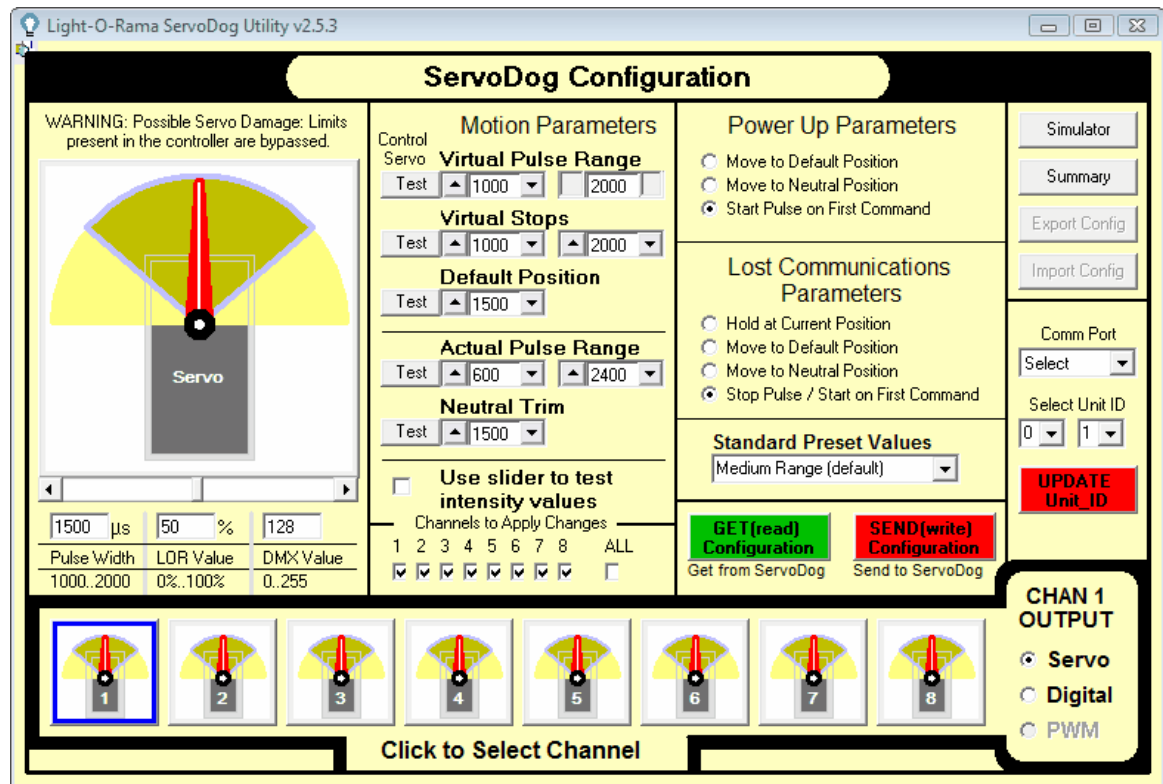 Light-O-Rama ServoDog Utility v2.5.3
ServoDog Configuration
WARNING: Possible Servo Damage: Limits
present in the controller are bypassed.
Servo
1500 µs 50 % 128
Pulse Width LOR Value DMX Value
1000..2000 0%..100% 0..255
Motion Parameters
Control
Servo
Virtual Pulse Range
Test 1000 2000
Virtual Stops
Test 1000 2000
Default Position
Test 1500
Actual Pulse Range
Test 600 2400
Neutral Trim
Test 1500
Use slider to test
intensity values
Channels to Apply Changes
1 2 3 4 5 6 7 8 ALL
Power Up Parameters
Move to Default Position
Move to Neutral Position
Start Pulse on First Command
Lost Communications
Parameters
Hold at Current Position
Move to Default Position
Move to Neutral Position
Stop Pulse / Start on First Command
Standard Preset Values
Medium Range (default)
GET(read)
Configuration
Get from ServoDog
SEND(write)
Configuration
Send to ServoDog
Simulator
Summary
Export Config
Import Config
Comm Port
Select
Select Unit ID
0 1
UPDATE
Unit_ID
1 2 3 4 5 6 7 8
Click to Select Channel
CHAN 1
OUTPUT
Servo
Digital
PWM